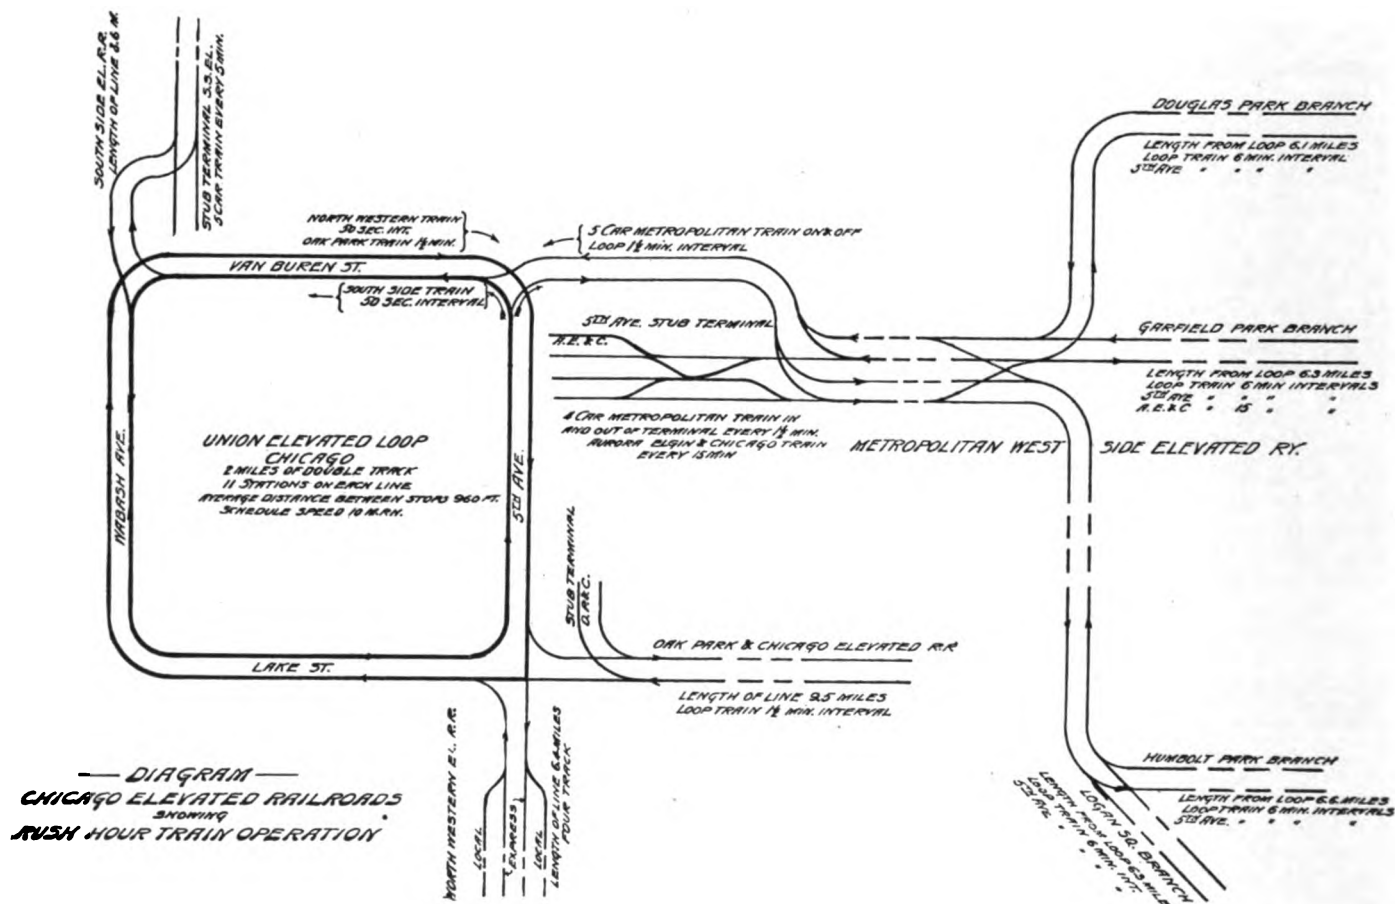 SOUTH SIDE EL.R.R.
LENGTH OF LINE 8.6 M.
STUB TERMINAL S.S. EL.
5 CAR TRAIN EVERY 5 MIN.
DOUGLAS PARK BRANCH
LENGTH FROM LOOP 6.1 MILES
LOOP TRAIN 6 MIN. INTERVAL
5TH AVE " " " "
NORTH WESTERN TRAIN
50 SEC. INT.
OAK PARK TRAIN 1½ MIN.
5 CAR METROPOLITAN TRAIN ON & OFF
LOOP 1½ MIN. INTERVAL
VAN BUREN ST.
SOUTH SIDE TRAIN
50 SEC. INTERVAL
5TH AVE. STUB TERMINAL
A.E. & C.
GARFIELD PARK BRANCH
LENGTH FROM LOOP 6.3 MILES
LOOP TRAIN 6 MIN INTERVALS
5TH AVE " " " "
A.E. & C " 15 " "
4 CAR METROPOLITAN TRAIN IN
AND OUT OF TERMINAL EVERY 1½ MIN.
AURORA ELGIN & CHICAGO TRAIN
EVERY 15 MIN
METROPOLITAN WEST SIDE ELEVATED RY.
UNION ELEVATED LOOP
CHICAGO
2 MILES OF DOUBLE TRACK
11 STATIONS ON EACH LINE
AVERAGE DISTANCE BETWEEN STOPS 960 FT.
SCHEDULE SPEED 10 M.P.H.
WABASH AVE.
5TH AVE.
STUB TERMINAL
O.P. & C.
OAK PARK & CHICAGO ELEVATED R.R
LENGTH OF LINE 9.5 MILES
LOOP TRAIN 1½ MIN. INTERVAL
LAKE ST.
NORTH WESTERN EL. R.R.
LOCAL
EXPRESS
LOCAL
LENGTH OF LINE MILES
FOUR TRACK
HUMBOLT PARK BRANCH
LENGTH FROM LOOP 6.6 MILES
LOOP TRAIN 6 MIN. INTERVALS
5TH AVE. " " " "
LOGAN SQ. BRANCH
LENGTH FROM LOOP MILE
LOOP TRAIN 6 MIN. INT.
5TH AVE " " "
DIAGRAM
CHICAGO ELEVATED RAILROADS
SHOWING
RUSH HOUR TRAIN OPERATION